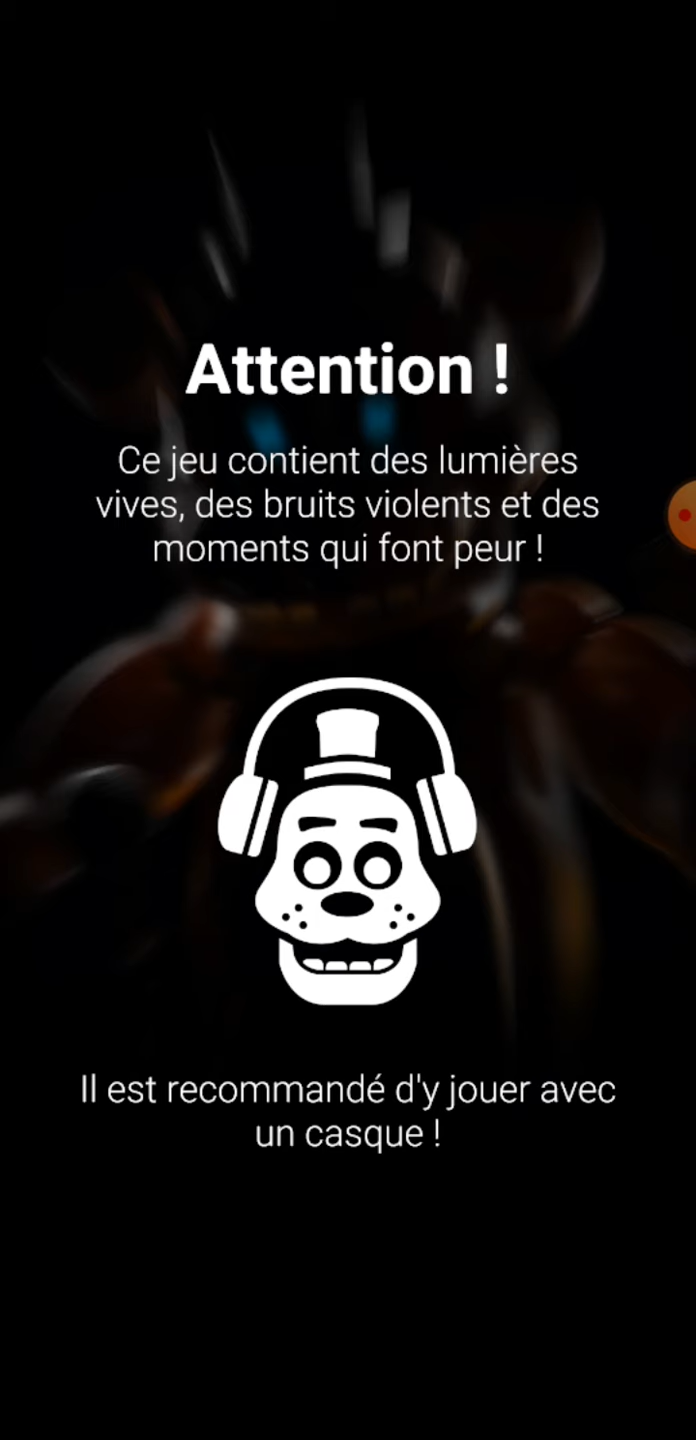 Attention !
Ce jeu contient des lumières
vives, des bruits violents et des
moments qui font peur !
Il est recommandé d'y jouer avec
un casque !